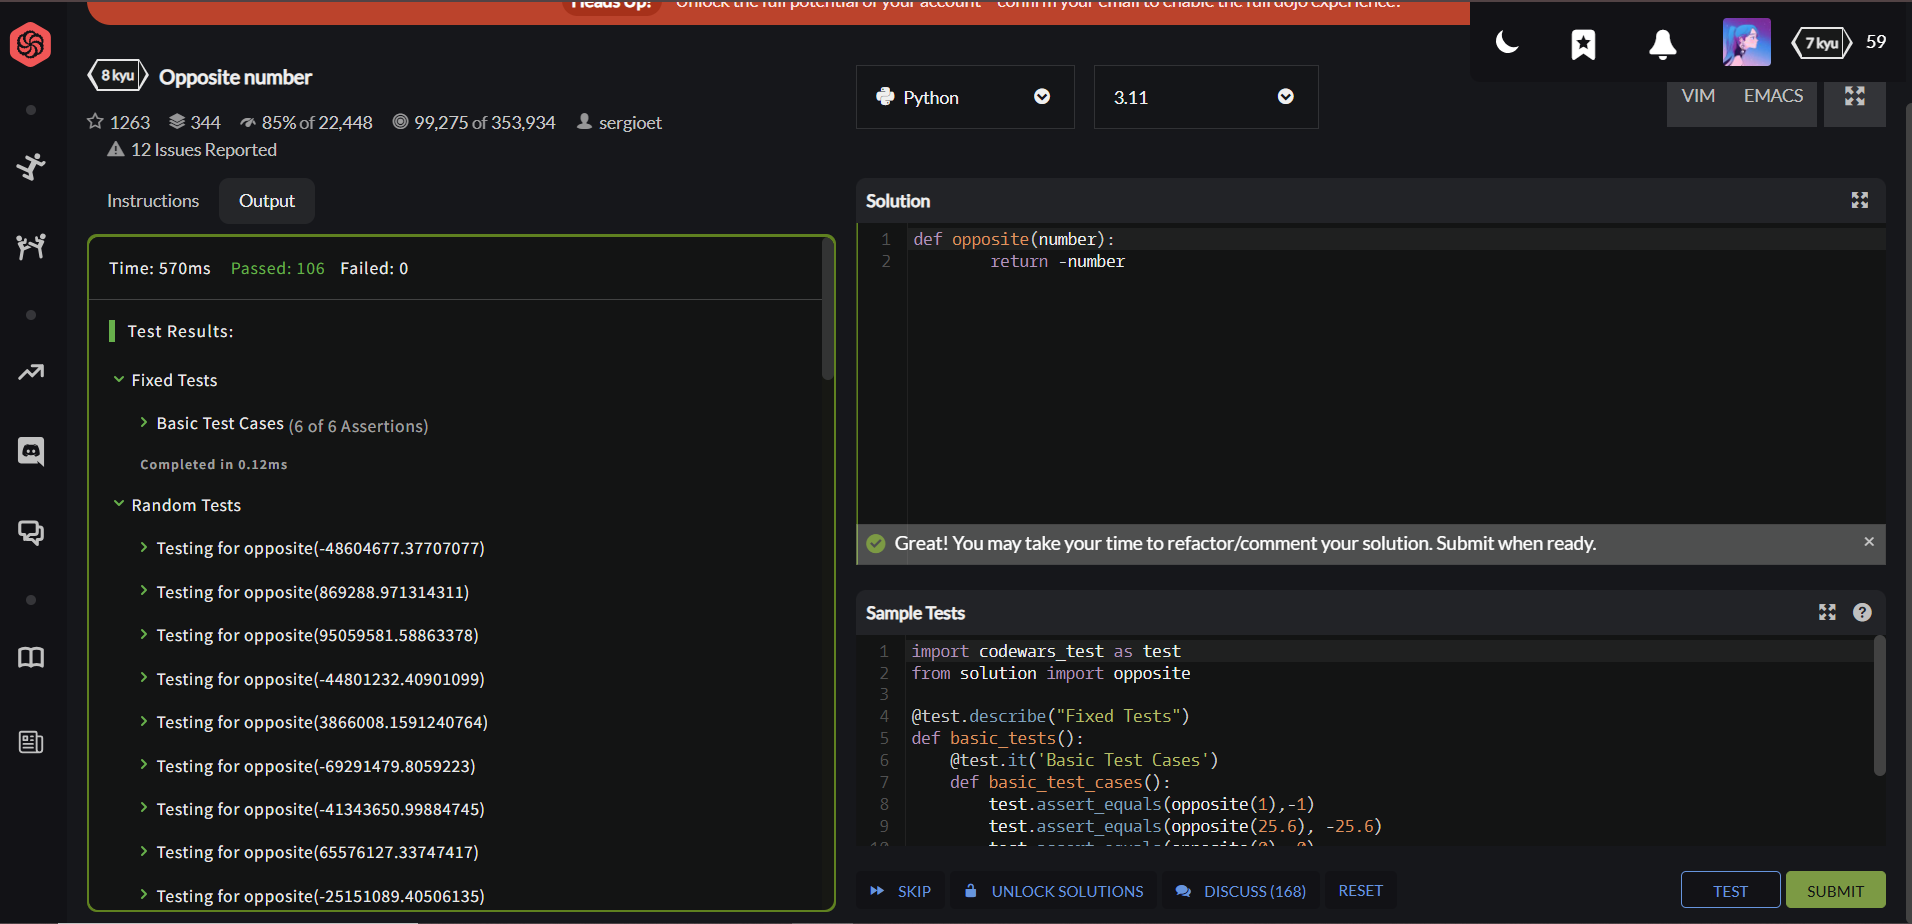 Heads Up! Unlock the full potential of your account - confirm your email to enable the full dojo experience.
7 kyu 59
8 kyu Opposite number
1263 344 85% of 22,448 99,275 of 353,934 sergioet
12 Issues Reported
Instructions Output
Time: 570ms Passed: 106 Failed: 0
Test Results:
Fixed Tests
Basic Test Cases (6 of 6 Assertions)
Completed in 0.12ms
Random Tests
Testing for opposite(-48604677.37707077)
Testing for opposite(869288.971314311)
Testing for opposite(95059581.58863378)
Testing for opposite(-44801232.40901099)
Testing for opposite(3866008.1591240764)
Testing for opposite(-69291479.8059223)
Testing for opposite(-41343650.99884745)
Testing for opposite(65576127.33747417)
Testing for opposite(-25151089.40506135)
Python 3.11 VIM EMACS
Solution
1 def opposite(number):
2 return -number
Great! You may take your time to refactor/comment your solution. Submit when ready. ×
Sample Tests ?
1 import codewars_test as test
2 from solution import opposite
3
4 @test.describe("Fixed Tests")
5 def basic_tests():
6 @test.it('Basic Test Cases')
7 def basic_test_cases():
8 test.assert_equals(opposite(1),-1)
9 test.assert_equals(opposite(25.6), -25.6)
10 test.assert_equals(opposite(0), 0)
SKIP UNLOCK SOLUTIONS DISCUSS (168) RESET TEST SUBMIT